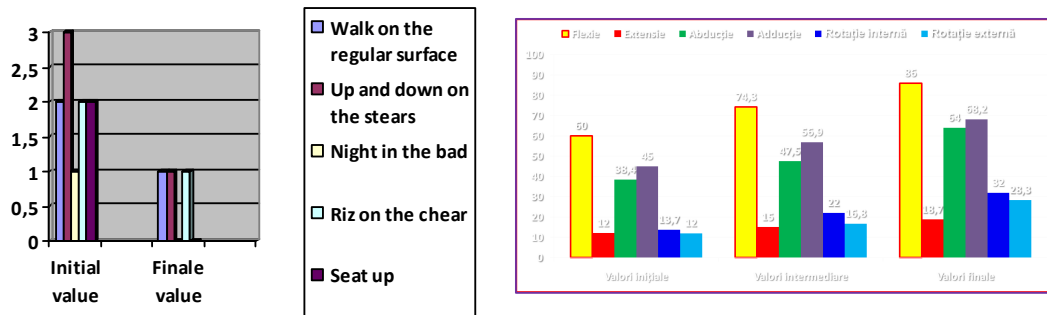 3
2,5
2
1,5
1
0,5
0
Initial
value
Finale
value
Walk on the
regular surface
Up and down on
the stears
Night in the bad
Riz on the chear
Seat up
Flexie Extensie Abducție Adducție Rotație internă Rotație externă
100
90
80
70
60
50
40
30
20
10
0
60 12 38,4 45 13,7 12
74,3 15 47,5 56,9 22 16,8
86 18,7 64 68,2 32 28,3
Valori inițiale Valori intermediare Valori finale